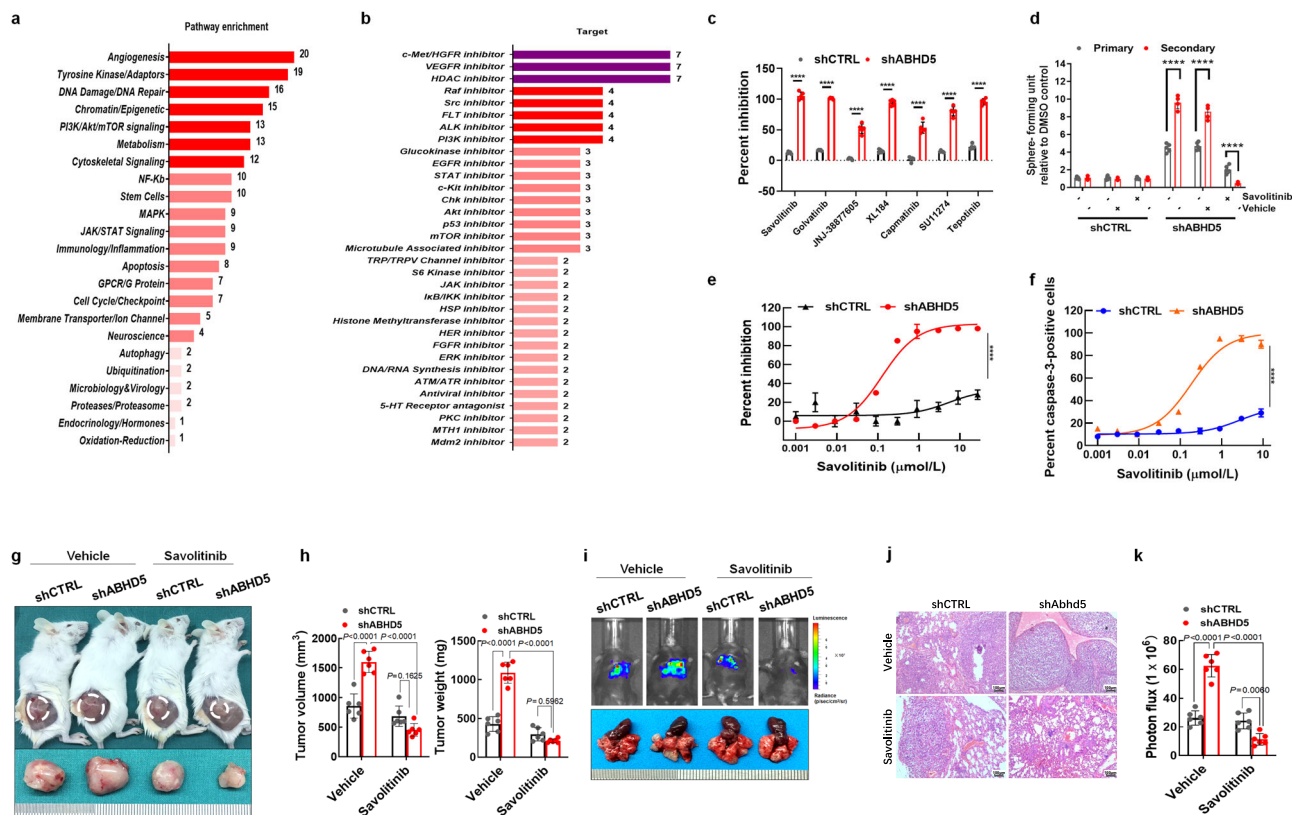 a
Pathway enrichment
Angiogenesis 20
Tyrosine Kinase/Adaptors 19
DNA Damage/DNA Repair 16
Chromatin/Epigenetic 15
PI3K/Akt/mTOR signaling 13
Metabolism 13
Cytoskeletal Signaling 12
NF-Kb 10
Stem Cells 10
MAPK 9
JAK/STAT Signaling 9
Immunology/Inflammation 9
Apoptosis 8
GPCR/G Protein 7
Cell Cycle/Checkpoint 7
Membrane Transporter/Ion Channel 5
Neuroscience 4
Autophagy 2
Ubiquitination 2
Microbiology&Virology 2
Proteases/Proteasome 2
Endocrinology/Hormones 1
Oxidation-Reduction 1
b
Target
c-Met/HGFR inhibitor 7
VEGFR inhibitor 7
HDAC inhibitor 7
Raf inhibitor 4
Src inhibitor 4
FLT inhibitor 4
ALK inhibitor 4
PI3K inhibitor 4
Glucokinase inhibitor 3
EGFR inhibitor 3
STAT inhibitor 3
c-Kit inhibitor 3
Chk inhibitor 3
Akt inhibitor 3
p53 inhibitor 3
mTOR inhibitor 3
Microtubule Associated inhibitor 3
TRP/TRPV Channel inhibitor 2
S6 Kinase inhibitor 2
JAK inhibitor 2
IκB/IKK inhibitor 2
HSP inhibitor 2
Histone Methyltransferase inhibitor 2
HER inhibitor 2
FGFR inhibitor 2
ERK inhibitor 2
DNA/RNA Synthesis inhibitor 2
ATM/ATR inhibitor 2
Antiviral inhibitor 2
5-HT Receptor antagonist 2
PKC inhibitor 2
MTH1 inhibitor 2
Mdm2 inhibitor 2
c
shCTRL shABHD5
Percent inhibition
150
100
50
0
-50
**** **** **** **** **** **** ****
Savolitinib
Golvatinib
JNJ-38877605
XL184
Capmatinib
SU11274
Tepotinib
d
Primary Secondary
Sphere- forming unit
relative to DMSO control
15
10
5
0
**** **** ****
- - + - - + Savolitinib
- + - - + - Vehicle
shCTRL shABHD5
e
shCTRL shABHD5
Percent inhibition
100
80
60
40
20
0
****
0.001 0.01 0.1 1 10
Savolitinib (μmol/L)
f
shCTRL shABHD5
Percent caspase-3-positive cells
120
100
80
60
40
20
0
****
0.001 0.01 0.1 1 10
Savolitinib (μmol/L)
g
Vehicle Savolitinib
shCTRL shABHD5 shCTRL shABHD5
h
shCTRL
shABHD5
Tumor volume (mm³)
2000
1500
1000
500
0
P<0.0001 P<0.0001
P=0.1625
Vehicle Savolitinib
shCTRL
shABHD5
Tumor weight (mg)
1500
1000
500
0
P<0.0001 P<0.0001
P=0.5962
Vehicle Savolitinib
i
Vehicle Savolitinib
shCTRL shABHD5 shCTRL shABHD5
Luminescence
Radiance
(p/sec/cm²/sr)
j
shCTRL shAbhd5
Vehicle
Savolitinib
k
shCTRL
shABHD5
Photon flux (1 x 10⁶)
100
80
60
40
20
0
P<0.0001 P<0.0001
P=0.0060
Vehicle Savolitinib